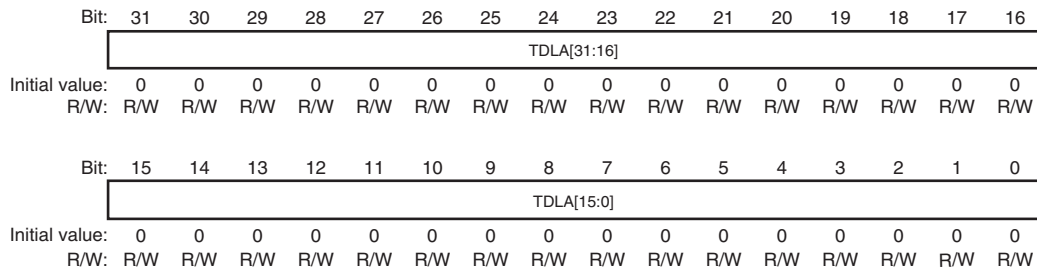 Bit: 31 30 29 28 27 26 25 24 23 22 21 20 19 18 17 16
TDLA[31:16]
Initial value: 0 0 0 0 0 0 0 0 0 0 0 0 0 0 0 0
R/W: R/W R/W R/W R/W R/W R/W R/W R/W R/W R/W R/W R/W R/W R/W R/W R/W
Bit: 15 14 13 12 11 10 9 8 7 6 5 4 3 2 1 0
TDLA[15:0]
Initial value: 0 0 0 0 0 0 0 0 0 0 0 0 0 0 0 0
R/W: R/W R/W R/W R/W R/W R/W R/W R/W R/W R/W R/W R/W R/W R/W R/W R/W